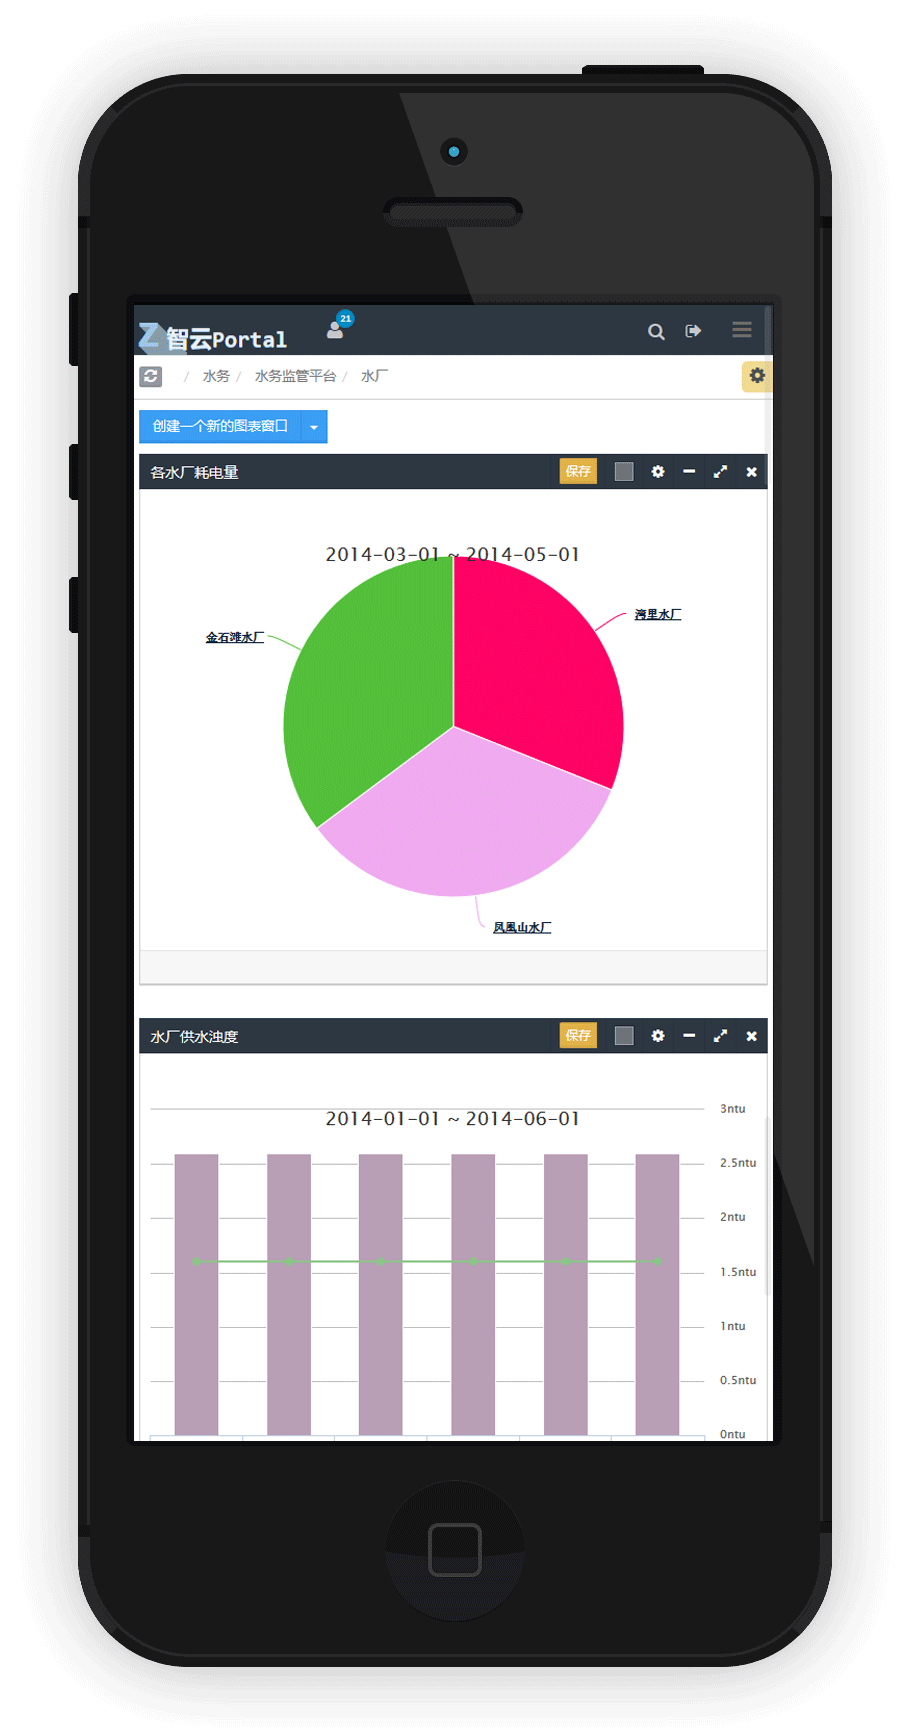 Z 智云Portal 21
/ 水务 / 水务监管平台 / 水厂
创建一个新的图表窗口
各水厂耗电量 保存
2014-03-01 ~ 2014-05-01
湾里水厂
金石滩水厂
凤凰山水厂
水厂供水浊度 保存
2014-01-01 ~ 2014-06-01
3ntu
2.5ntu
2ntu
1.5ntu
1ntu
0.5ntu
0ntu